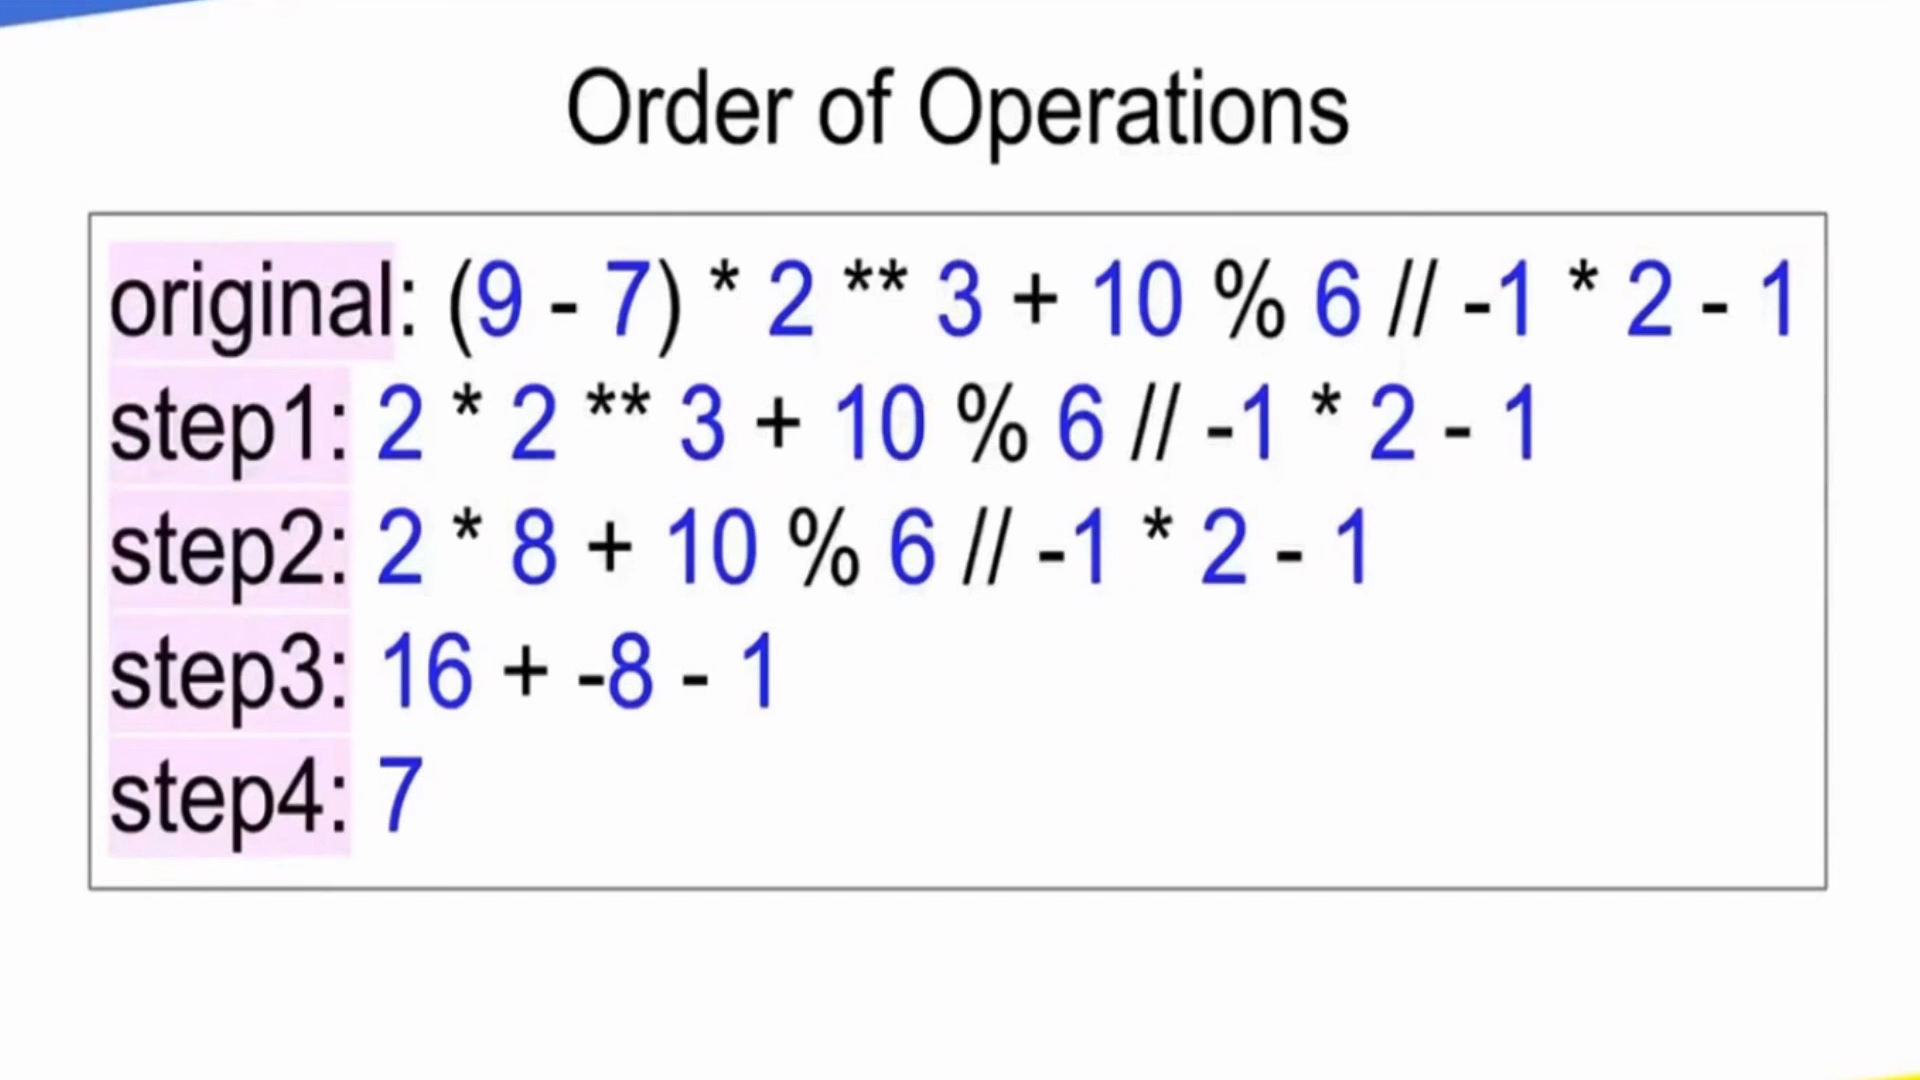 Order of Operations
original: (9 - 7) * 2 ** 3 + 10 % 6 // -1 * 2 - 1
step1: 2 * 2 ** 3 + 10 % 6 // -1 * 2 - 1
step2: 2 * 8 + 10 % 6 // -1 * 2 - 1
step3: 16 + -8 - 1
step4: 7